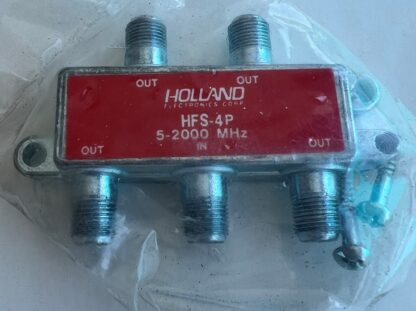 OUT OUT
HOLLAND
ELECTRONICS CORP
HFS-4P
5-2000 MHz
OUT IN OUT